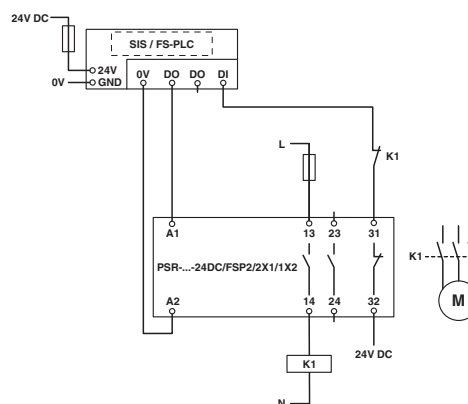 24V DC
SIS / FS-PLC
24V
0V GND
0V DO DO DI
L
K1
A1 13 23 31
PSR-...-24DC/FSP2/2X1/1X2
K1
M
A2 14 24 32
K1
24V DC
N